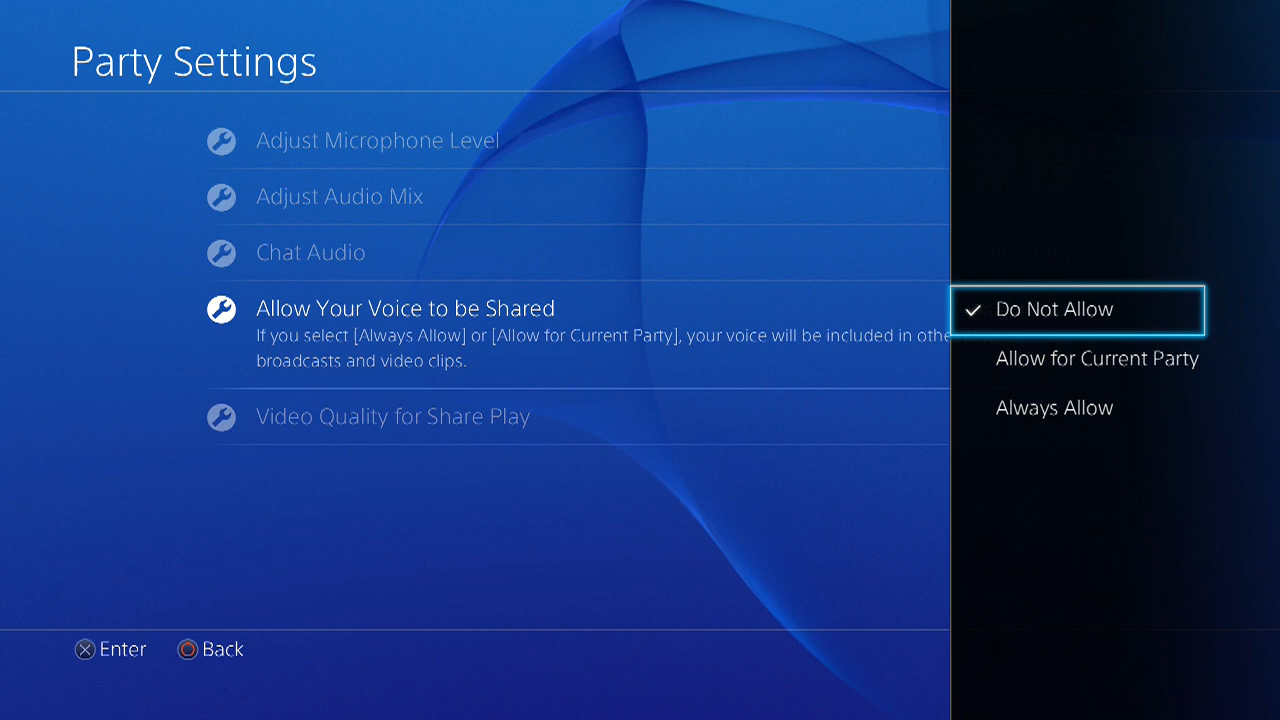 Party Settings
Adjust Microphone Level
Adjust Audio Mix
Chat Audio
Allow Your Voice to be Shared
If you select [Always Allow] or [Allow for Current Party], your voice will be included in othe
broadcasts and video clips.
Video Quality for Share Play
Do Not Allow
Allow for Current Party
Always Allow
Enter
Back